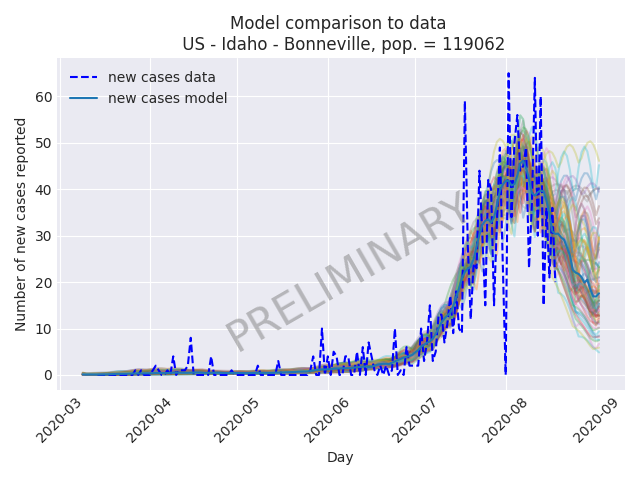 Model comparison to data
US - Idaho - Bonneville, pop. = 119062
new cases data
new cases model
Number of new cases reported
60
50
40
30
20
10
0
PRELIMINARY
2020-03
2020-04
2020-05
2020-06
2020-07
2020-08
2020-09
Day